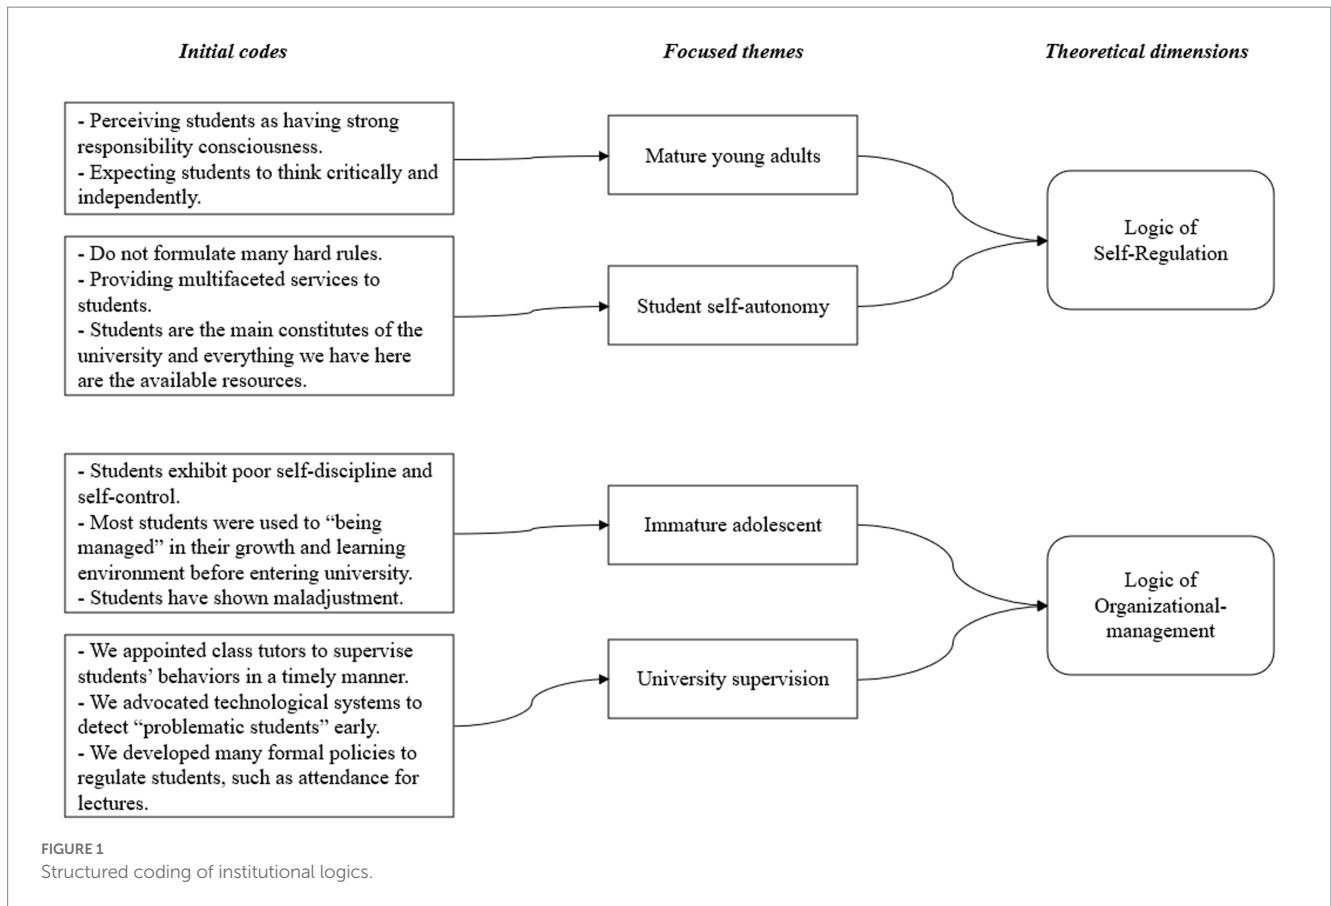 Initial codes
Focused themes
Theoretical dimensions
- Perceiving students as having strong
responsibility consciousness.
- Expecting students to think critically and
independently.
Mature young adults
- Do not formulate many hard rules.
- Providing multifaceted services to
students.
- Students are the main constitutes of the
university and everything we have here
are the available resources.
Student self-autonomy
Logic of
Self-Regulation
- Students exhibit poor self-discipline and
self-control.
- Most students were used to “being
managed” in their growth and learning
environment before entering university.
- Students have shown maladjustment.
Immature adolescent
- We appointed class tutors to supervise
students’ behaviors in a timely manner.
- We advocated technological systems to
detect “problematic students” early.
- We developed many formal policies to
regulate students, such as attendance for
lectures.
University supervision
Logic of
Organizational-
management
FIGURE 1
Structured coding of institutional logics.